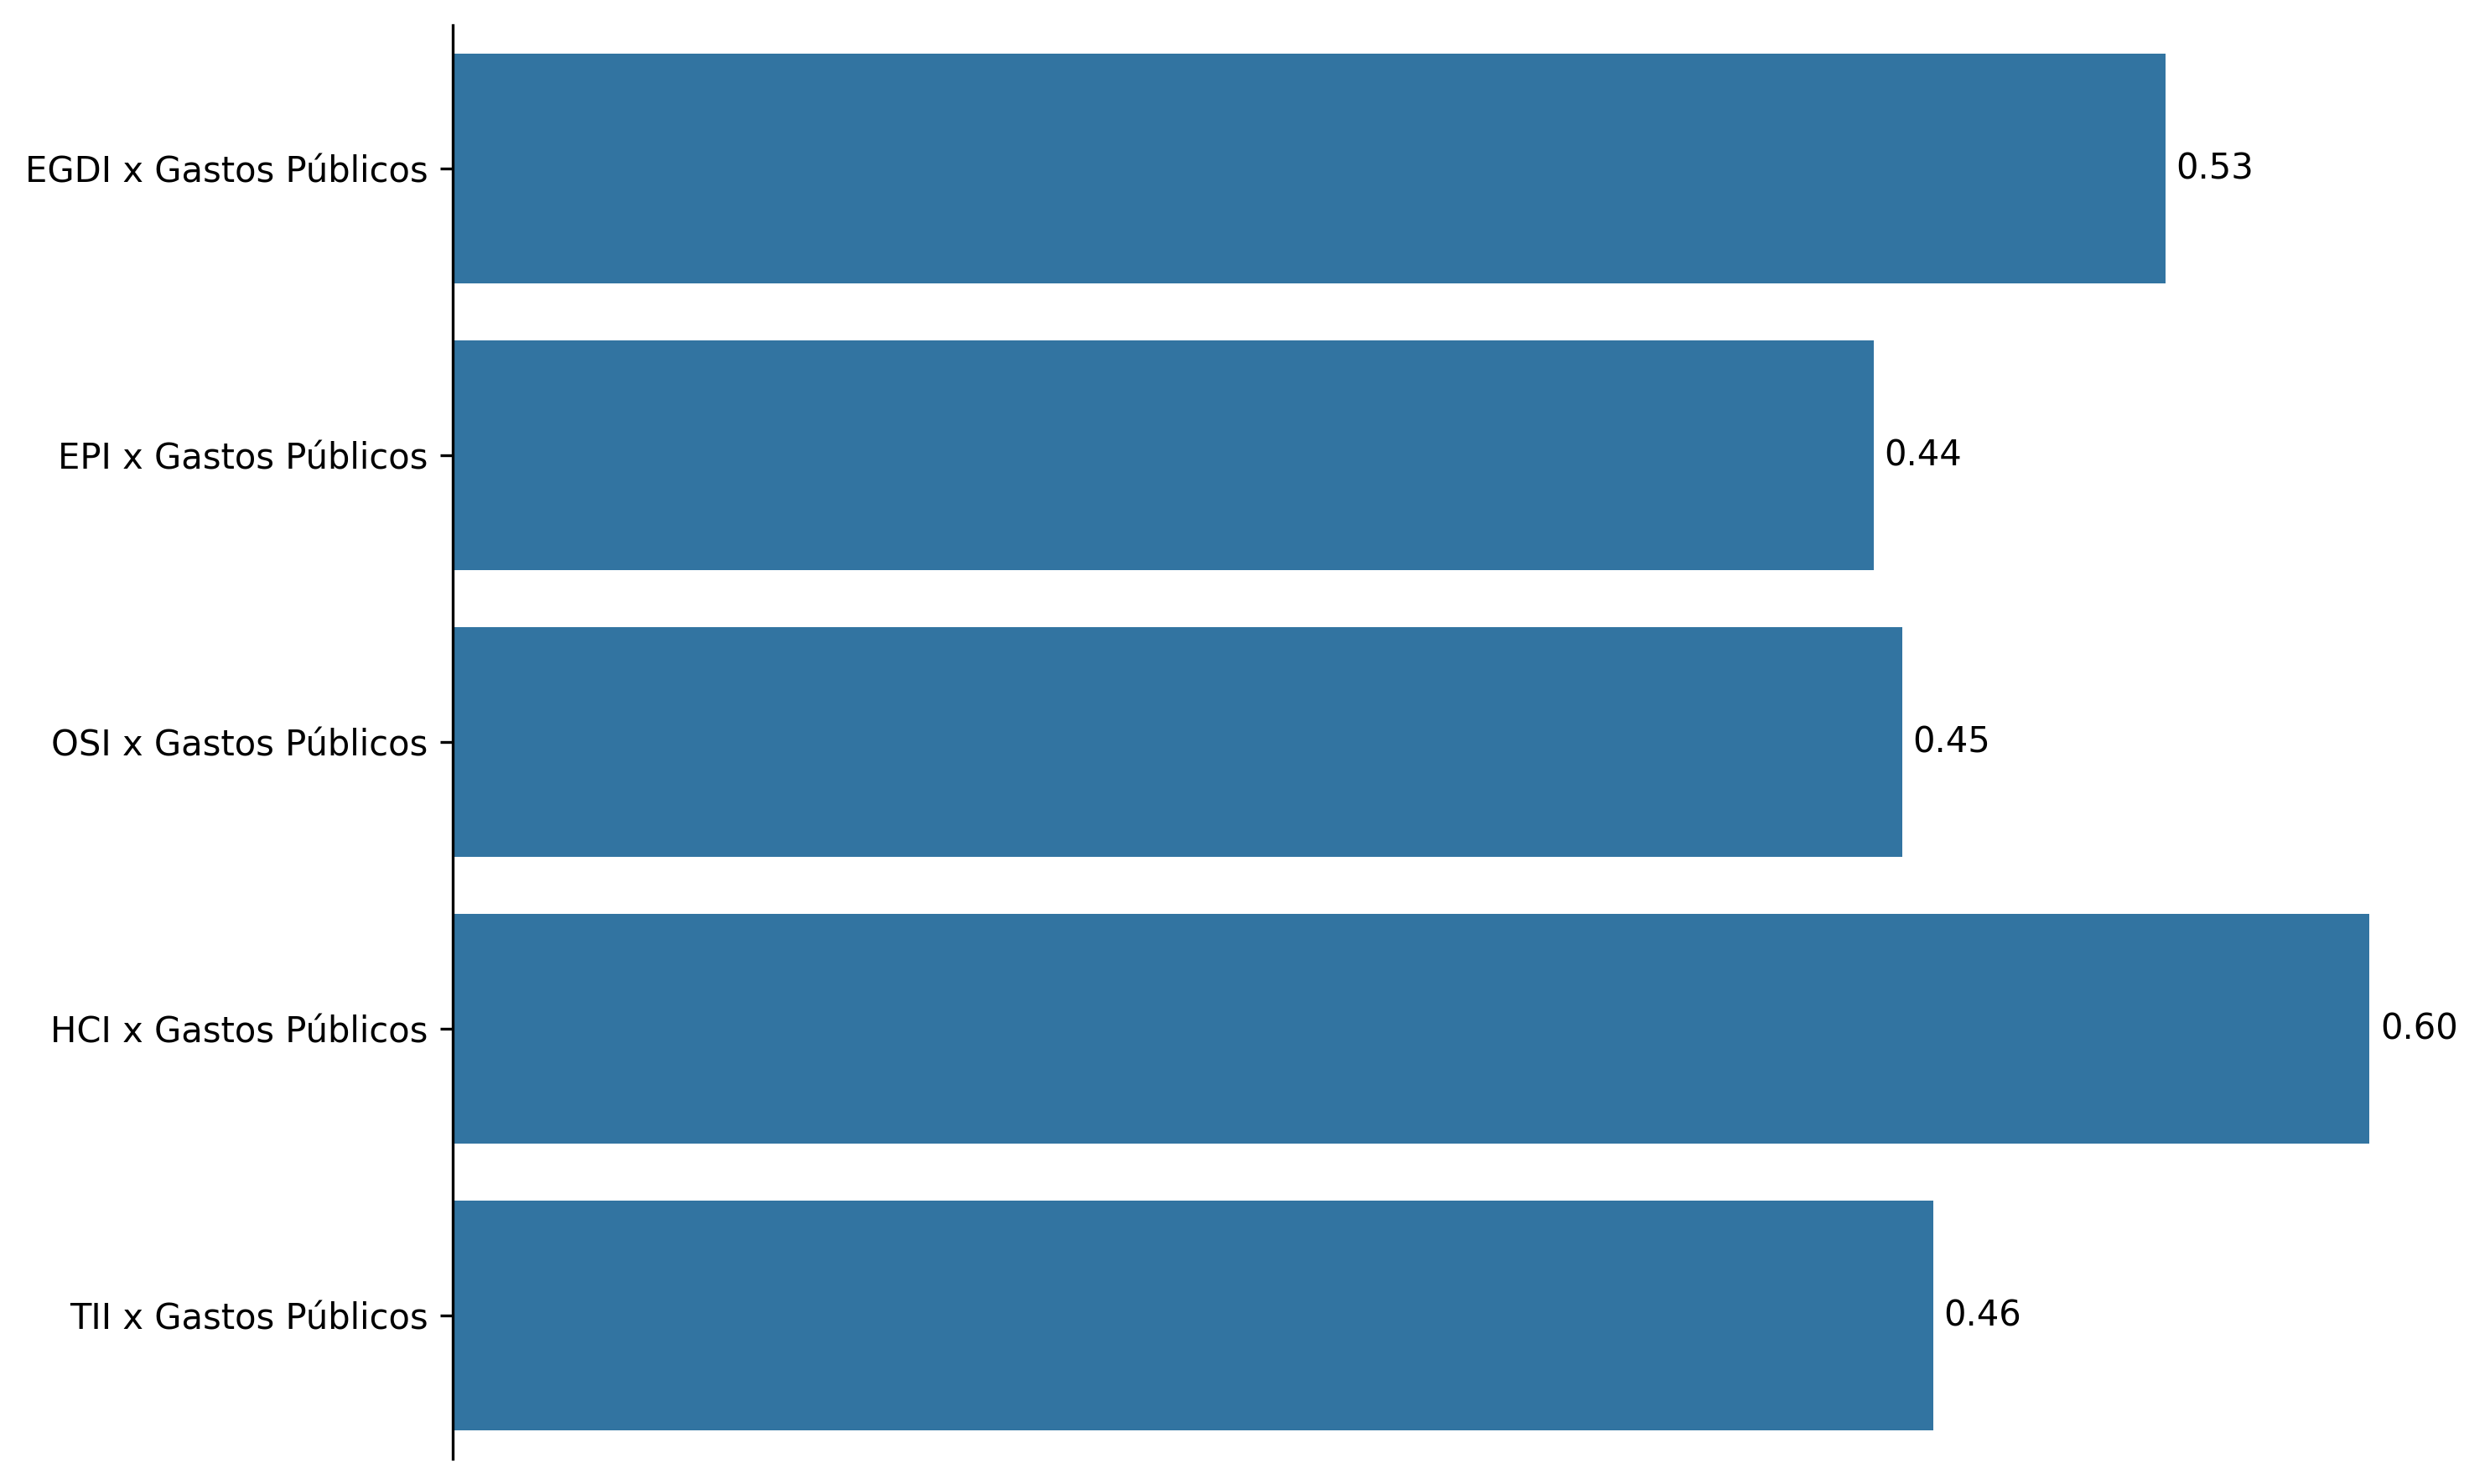 EGDI x Gastos Públicos
0.53
EPI x Gastos Públicos
0.44
OSI x Gastos Públicos
0.45
HCI x Gastos Públicos
0.60
TII x Gastos Públicos
0.46